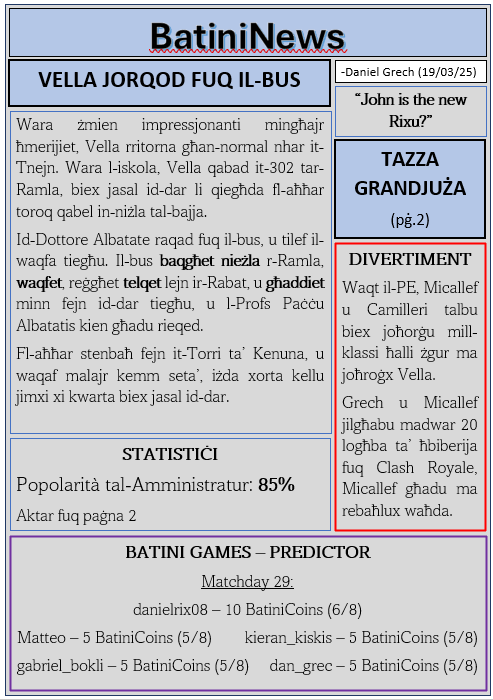 BatiniNews
VELLA JORQOD FUQ IL-BUS
-Daniel Grech (19/03/25)
“John is the new
Rixu?”
TAZZA
GRANDJUŻA
(pġ.2)
Wara żmien impressjonanti mingħajr
ħmerijiet, Vella rritorna għan-normal nhar it-
Tnejn. Wara l-iskola, Vella qabad it-302 tar-
Ramla, biex jasal id-dar li qiegħda fl-aħħar
toroq qabel in-niżla tal-bajja.
Id-Dottore Albatate raqad fuq il-bus, u tilef il-
waqfa tiegħu. Il-bus baqgħet nieżla r-Ramla,
waqfet, reġgħet telqet lejn ir-Rabat, u għaddiet
minn fejn id-dar tiegħu, u l-Profs Paċċu
Albatatis kien għadu rieqed.
Fl-aħħar stenbaħ fejn it-Torri ta’ Kenuna, u
waqaf malajr kemm seta’, iżda xorta kellu
jimxi xi kwarta biex jasal id-dar.
DIVERTIMENT
Waqt il-PE, Micallef
u Camilleri talbu
biex joħorġu mill-
klassi ħalli żgur ma
joħroġx Vella.
Grech u Micallef
jilgħabu madwar 20
logħba ta’ ħbiberija
fuq Clash Royale,
Micallef għadu ma
rebaħlux waħda.
STATISTIĊI
Popolarità tal-Amministratur: 85%
Aktar fuq paġna 2
BATINI GAMES – PREDICTOR
Matchday 29:
danielrix08 – 10 BatiniCoins (6/8)
Matteo – 5 BatiniCoins (5/8) kieran_kiskis – 5 BatiniCoins (5/8)
gabriel_bokli – 5 BatiniCoins (5/8) dan_grec – 5 BatiniCoins (5/8)